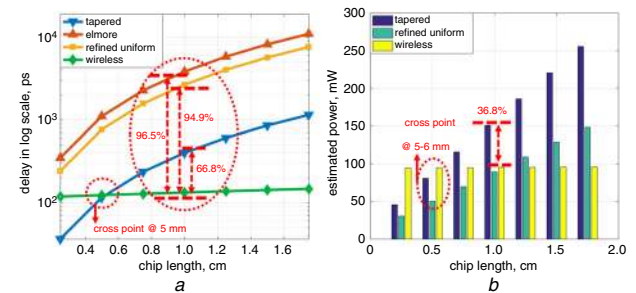 tapered
elmore
refined uniform
wireless
10⁴
10³
10²
delay in log scale, ps
96.5%
94.9%
66.8%
cross point @ 5 mm
0.4 0.6 0.8 1.0 1.2 1.4 1.6
chip length, cm
a
tapered
refined uniform
wireless
300
250
200
150
100
50
0
estimated power, mW
cross point
@ 5-6 mm
36.8%
0 0.5 1.0 1.5 2.0
chip length, cm
b